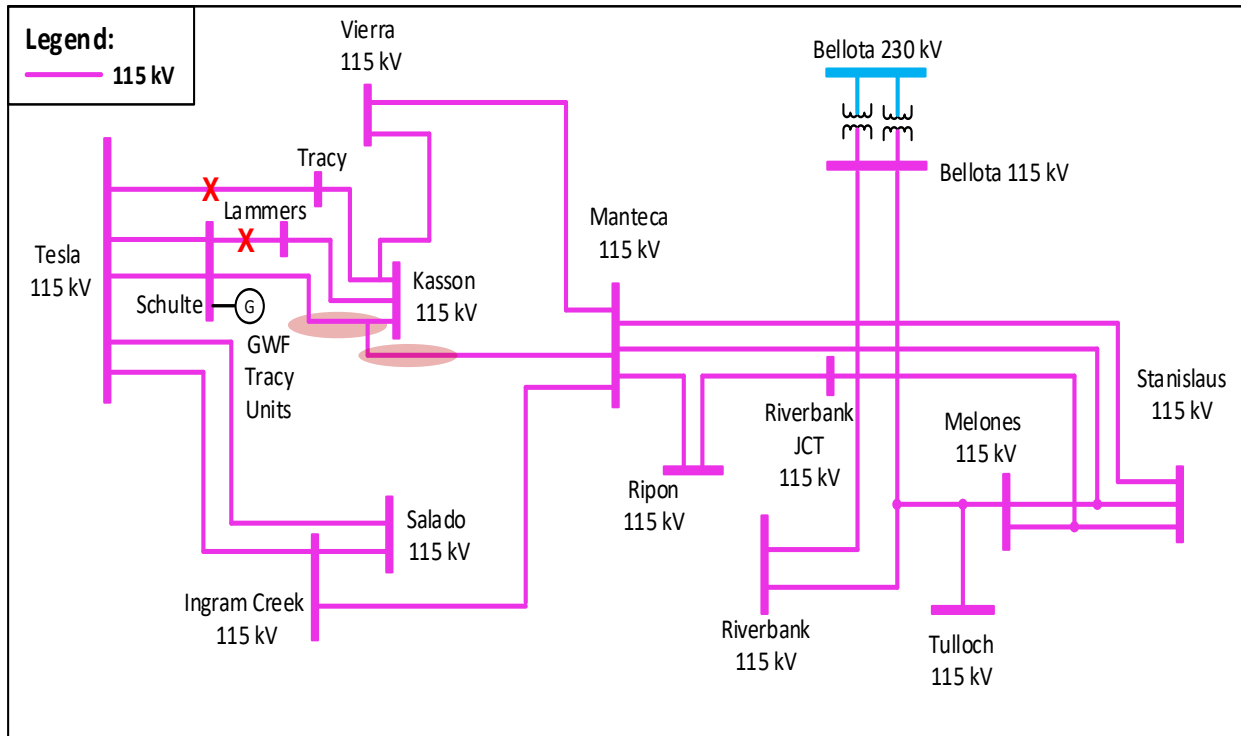 Legend:
115 kV
Vierra
115 kV
Bellota 230 kV
Bellota 115 kV
Tracy
X
Lammers
X
Tesla
115 kV
Schulte
G
GWF
Tracy
Units
Kasson
115 kV
Manteca
115 kV
Riverbank
JCT
115 kV
Ripon
115 kV
Melones
115 kV
Stanislaus
115 kV
Salado
115 kV
Ingram Creek
115 kV
Riverbank
115 kV
Tulloch
115 kV